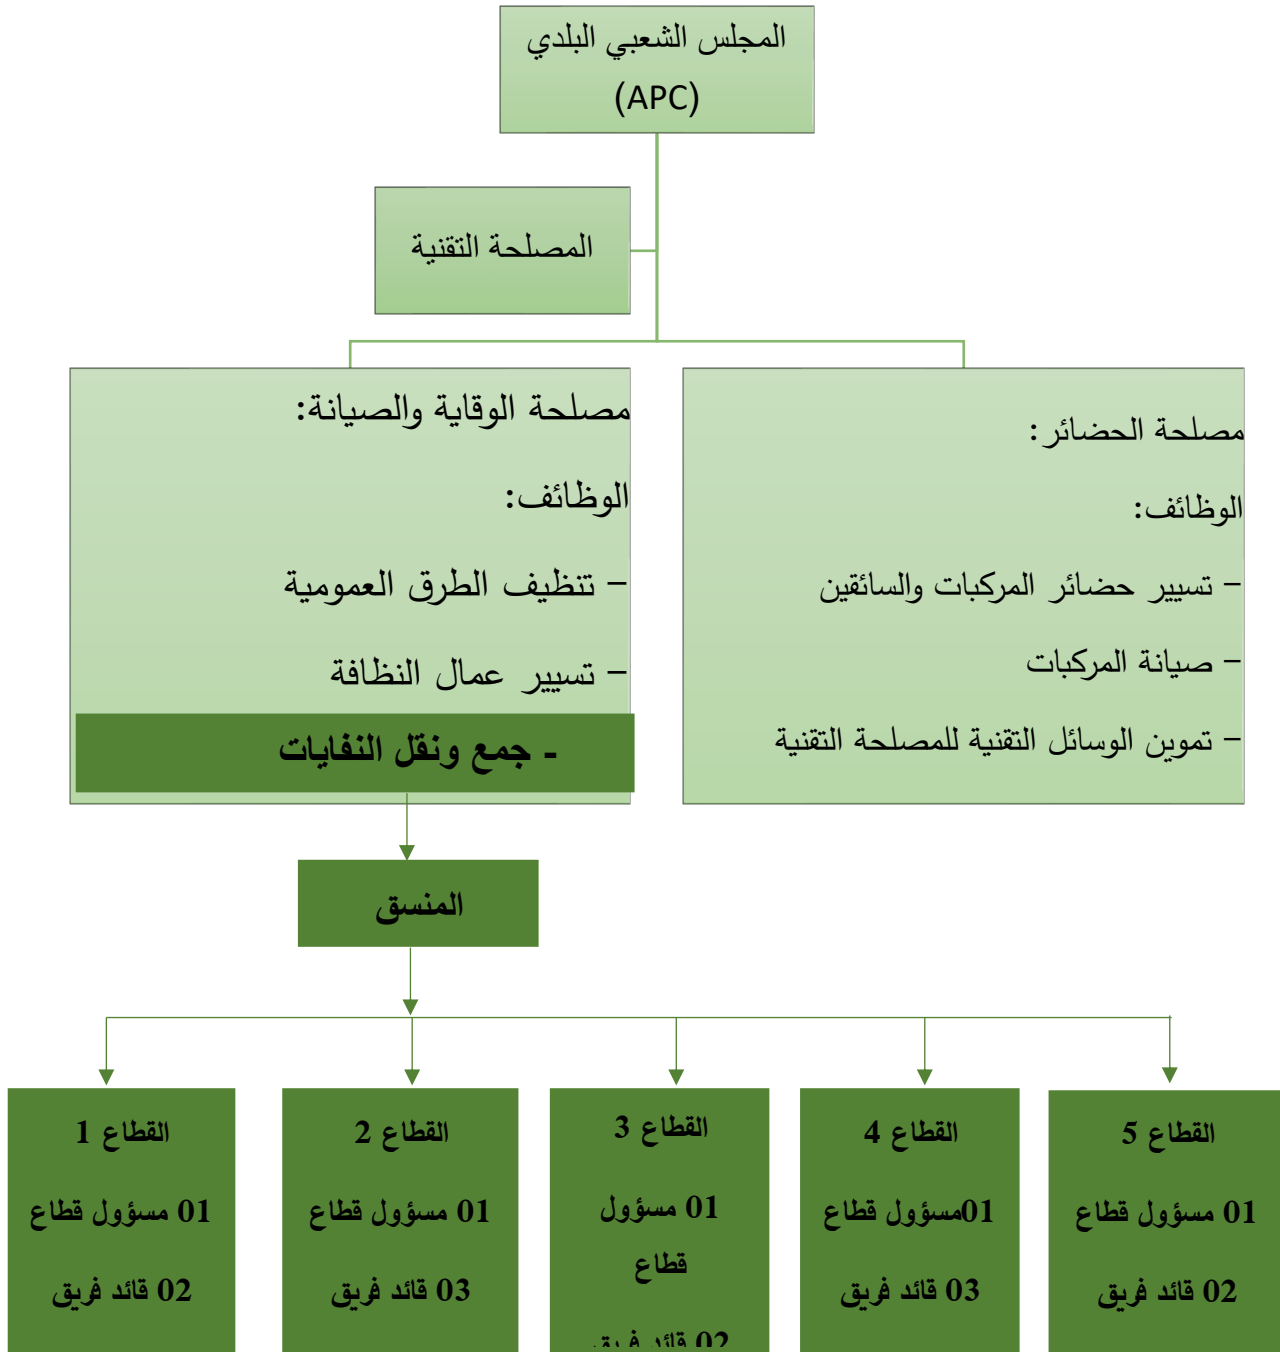 المجلس الشعبي البلدي
(APC)
المصلحة التقنية
مصلحة الحضائر:
الوظائف:
- تسيير حضائر المركبات والسائقين
- صيانة المركبات
- تموين الوسائل التقنية للمصلحة التقنية
مصلحة الوقاية والصيانة:
الوظائف:
- تنظيف الطرق العمومية
- تسيير عمال النظافة
- جمع ونقل النفايات
المنسق
القطاع 1
01 مسؤول قطاع
02 قائد فريق
القطاع 2
01 مسؤول قطاع
03 قائد فريق
القطاع 3
01 مسؤول
قطاع
02 قائد فريق
القطاع 4
01مسؤول قطاع
03 قائد فريق
القطاع 5
01 مسؤول قطاع
02 قائد فريق